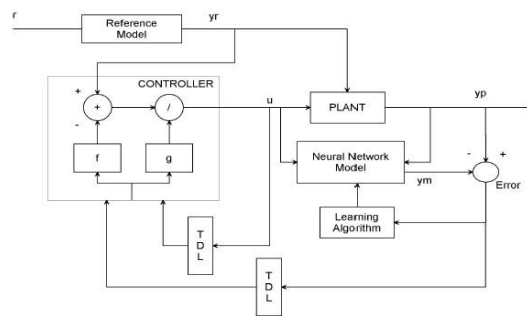 r
Reference
Model
yr
CONTROLLER
+
-
+
/
f
g
u
PLANT
yp
Neural Network
Model
ym
-
+
Error
Learning
Algorithm
T
D
L
T
D
L